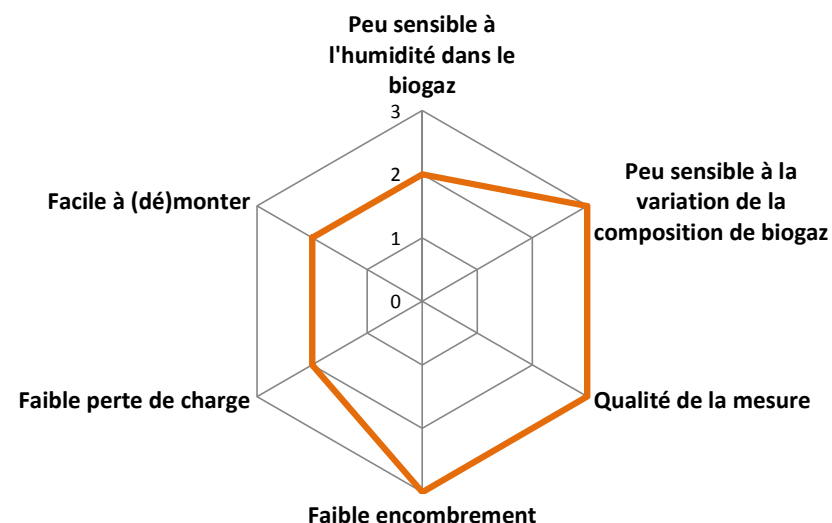 Peu sensible à
l'humidité dans le
biogaz
3
Peu sensible à la
variation de la
composition de biogaz
Facile à (dé)monter
2
1
0
Faible perte de charge
Qualité de la mesure
Faible encombrement